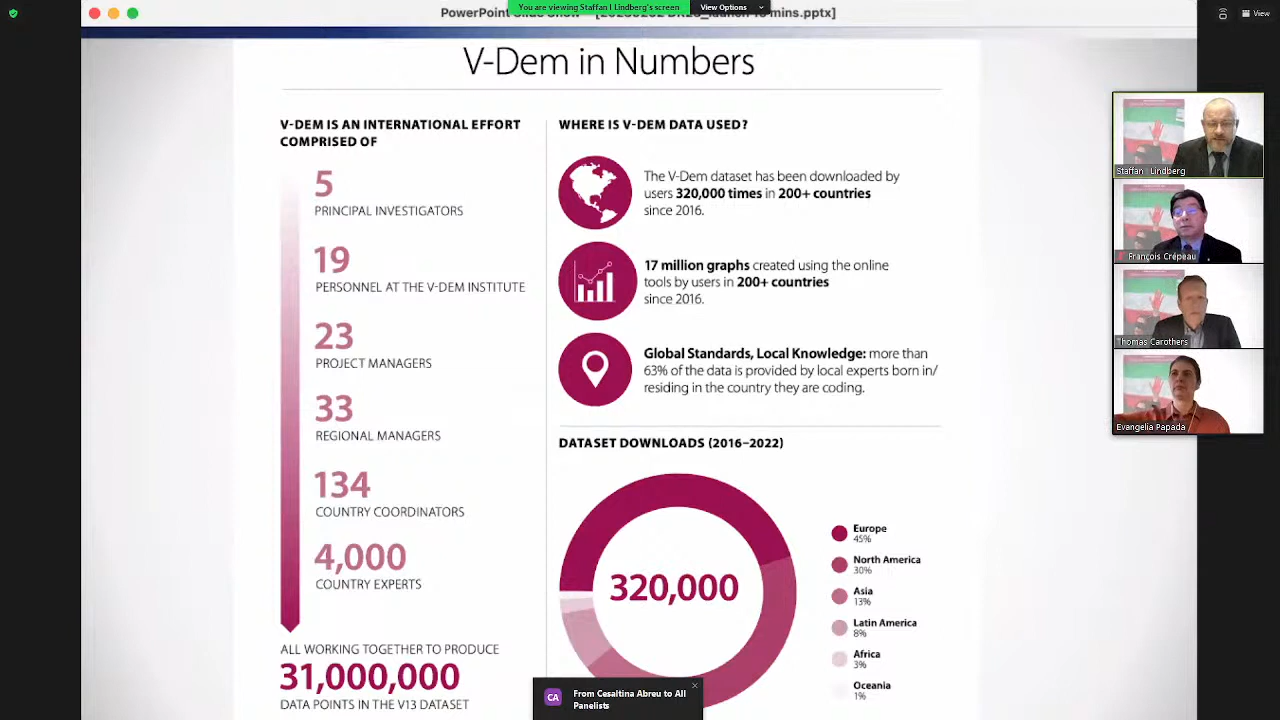 You are viewing Staffan I Lindberg's screen
View Options
View
V-Dem in Numbers
V-DEM IS AN INTERNATIONAL EFFORT
COMPRISED OF
5
PRINCIPAL INVESTIGATORS
19
PERSONNEL AT THE V-DEM INSTITUTE
23
PROJECT MANAGERS
33
REGIONAL MANAGERS
134
COUNTRY COORDINATORS
4,000
COUNTRY EXPERTS
ALL WORKING TOGETHER TO PRODUCE
31,000,000
DATA POINTS IN THE V13 DATASET
WHERE IS V-DEM DATA USED?
The V-Dem dataset has been downloaded by
users 320,000 times in 200+ countries
since 2016.
17 million graphs created using the online
tools by users in 200+ countries
since 2016.
Global Standards, Local Knowledge: more than
63% of the data is provided by local experts born in/
residing in the country they are coding.
DATASET DOWNLOADS (2016–2022)
320,000
Europe
45%
North America
30%
Asia
13%
Latin America
8%
Africa
3%
Oceania
1%
CA
From Cesaltina Abreu to All
Panelists
Staffan I Lindberg
François Crépeau
Thomas Carothers
Evangelia Papada